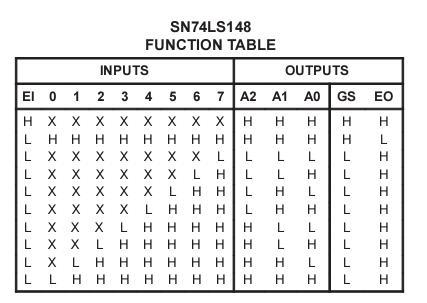 SN74LS148
FUNCTION TABLE
INPUTS OUTPUTS
EI 0 1 2 3 4 5 6 7 A2 A1 A0 GS EO
H X X X X X X X X H H H H H
L H H H H H H H H H H H H L
L X X X X X X X L L L L L H
L X X X X X X L H L L H L H
L X X X X X L H H L H L L H
L X X X X L H H H L H H L H
L X X X L H H H H H L L L H
L X X L H H H H H H L H L H
L X L H H H H H H H H L L H
L L H H H H H H H H H H L H